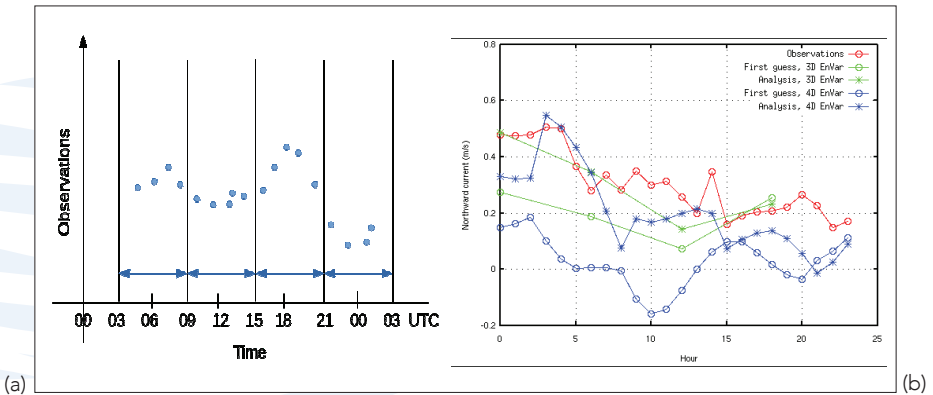 Observations
00 03 06 09 12 15 18 21 00 03 UTC
Time
(a)
0.8
0.6
0.4
0.2
0
-0.2
Northward current (m/s)
Observations
First guess, 3D EnVar
Analysis, 3D EnVar
First guess, 4D EnVar
Analysis, 4D EnVar
0 5 10 15 20 25
Hour
(b)